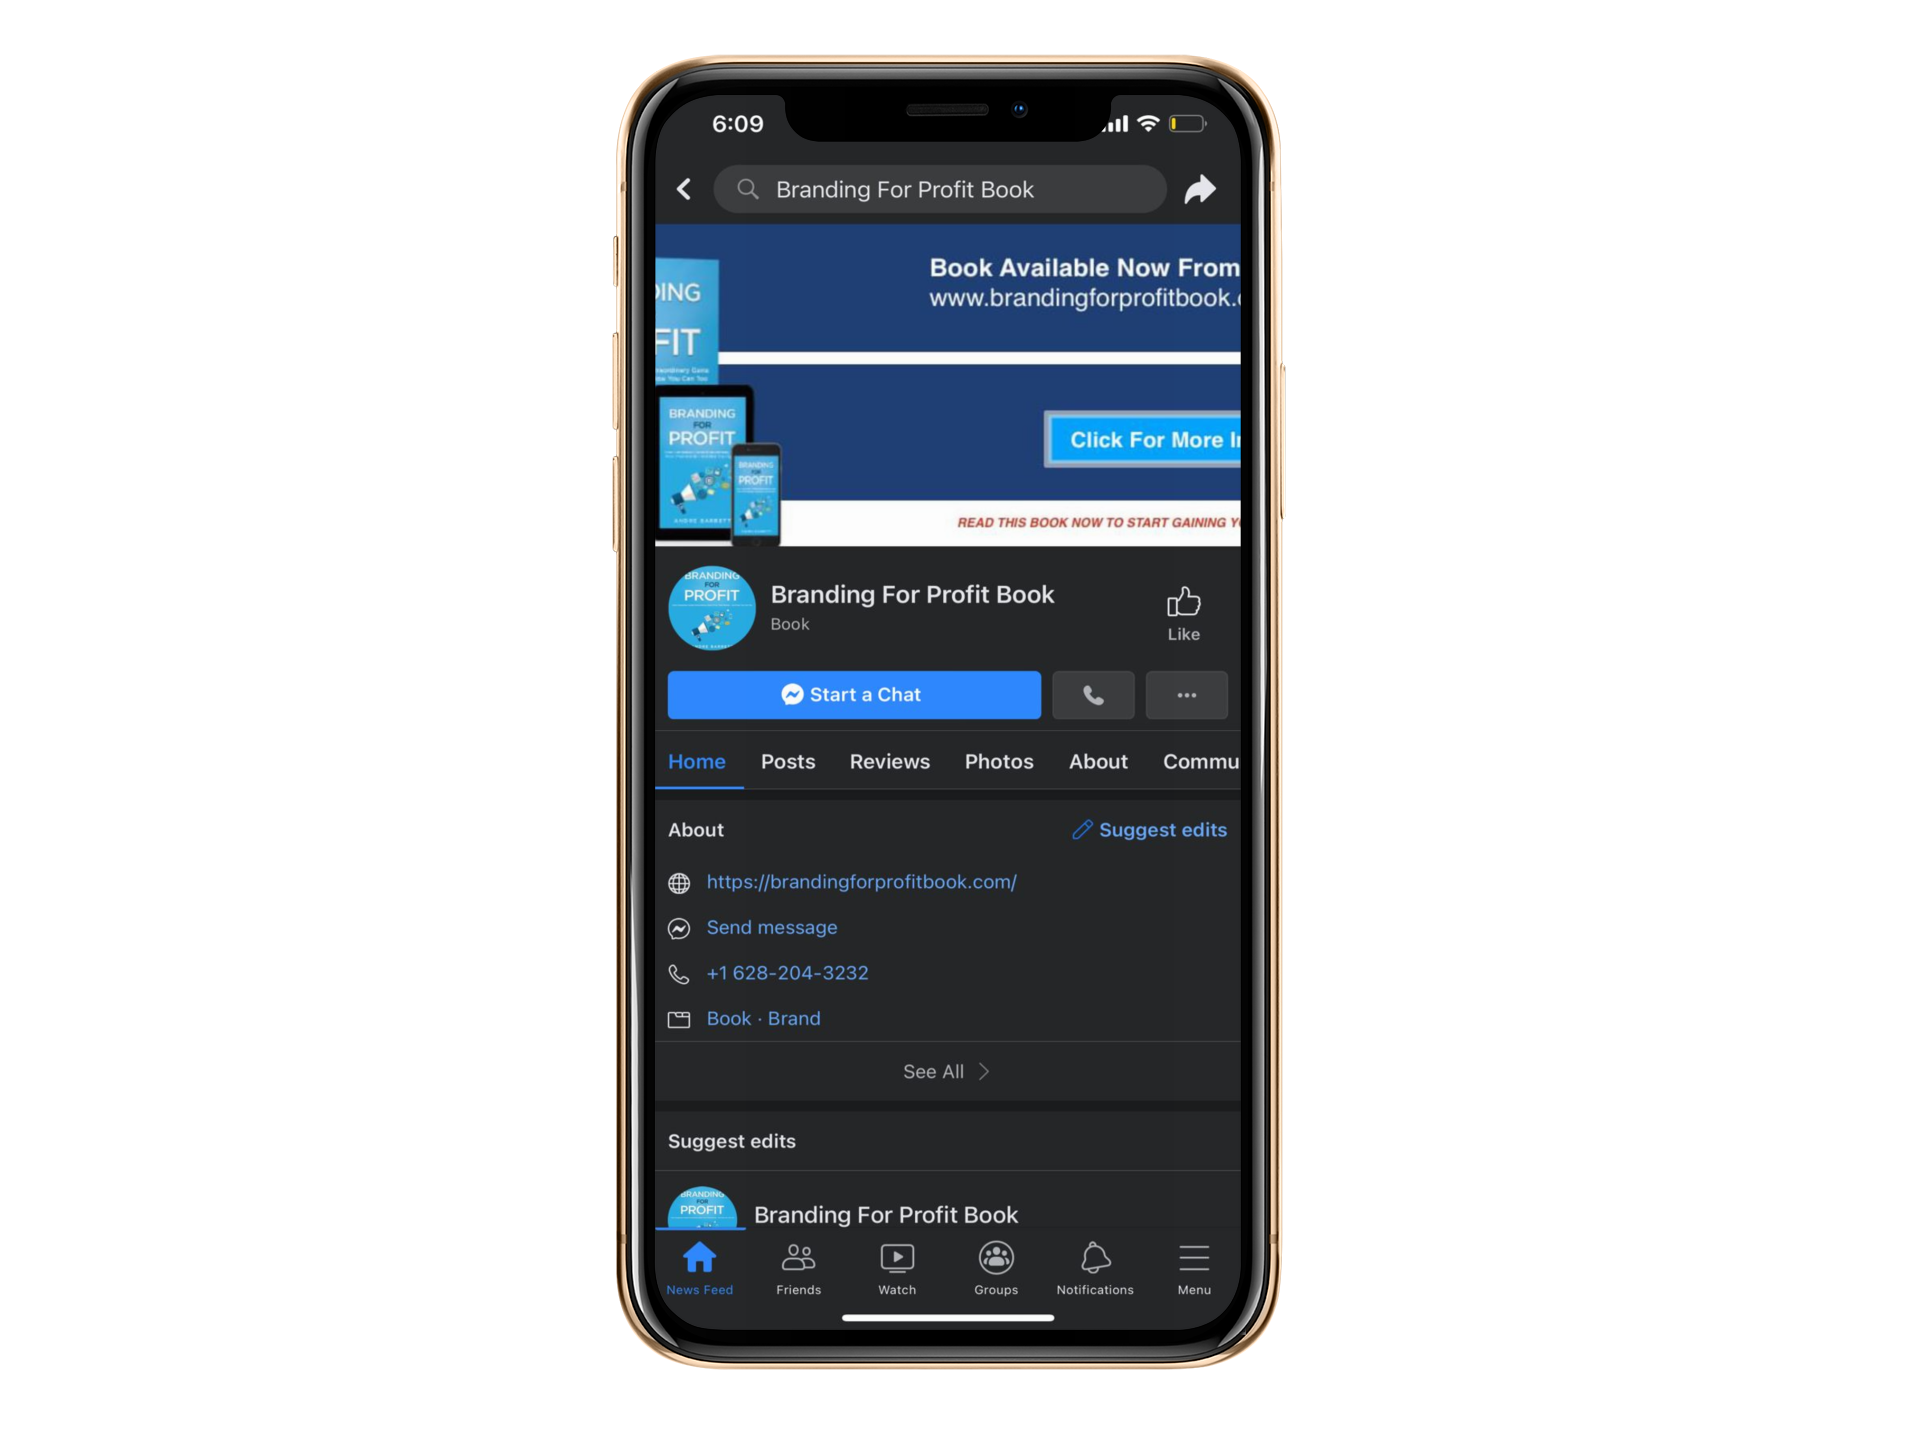 6:09
Branding For Profit Book
Book Available Now From
www.brandingforprofitbook.
DING
FIT
BRANDING
FOR
PROFIT
BRANDING
FOR
PROFIT
Click For More
READ THIS BOOK NOW TO START GAINING
BRANDING
FOR
PROFIT
Branding For Profit Book
Book
Like
Start a Chat
Home Posts Reviews Photos About Commu
About
Suggest edits
https://brandingforprofitbook.com/
Send message
+1 628-204-3232
Book · Brand
See All
Suggest edits
BRANDING
FOR
PROFIT
Branding For Profit Book
News Feed Friends Watch Groups Notifications Menu